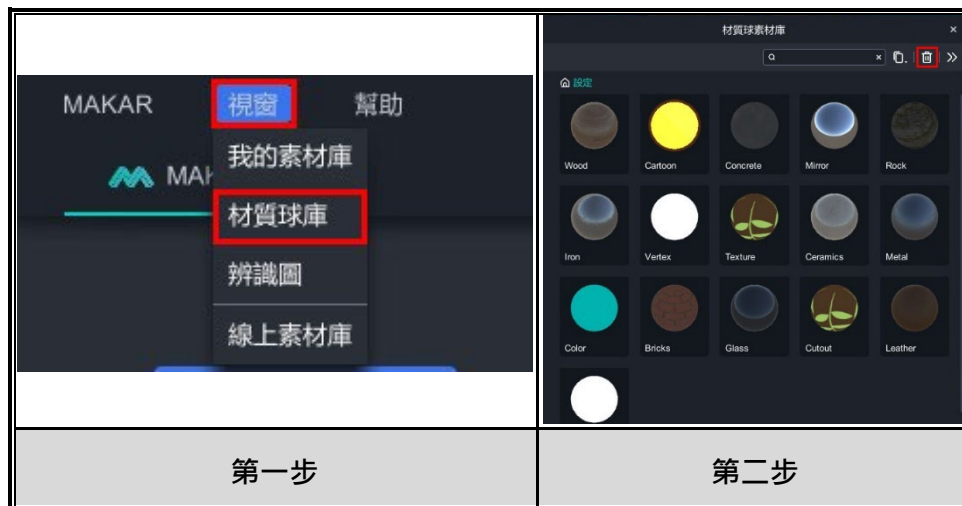 MAKAR 視窗 幫助
MAK
我的素材庫
材質球庫
辨識圖
線上素材庫
材質球素材庫
設定
Wood Cartoon Concrete Mirror Rock
Iron Vertex Texture Ceramics Metal
Color Bricks Glass Cutout Leather
第一步 第二步